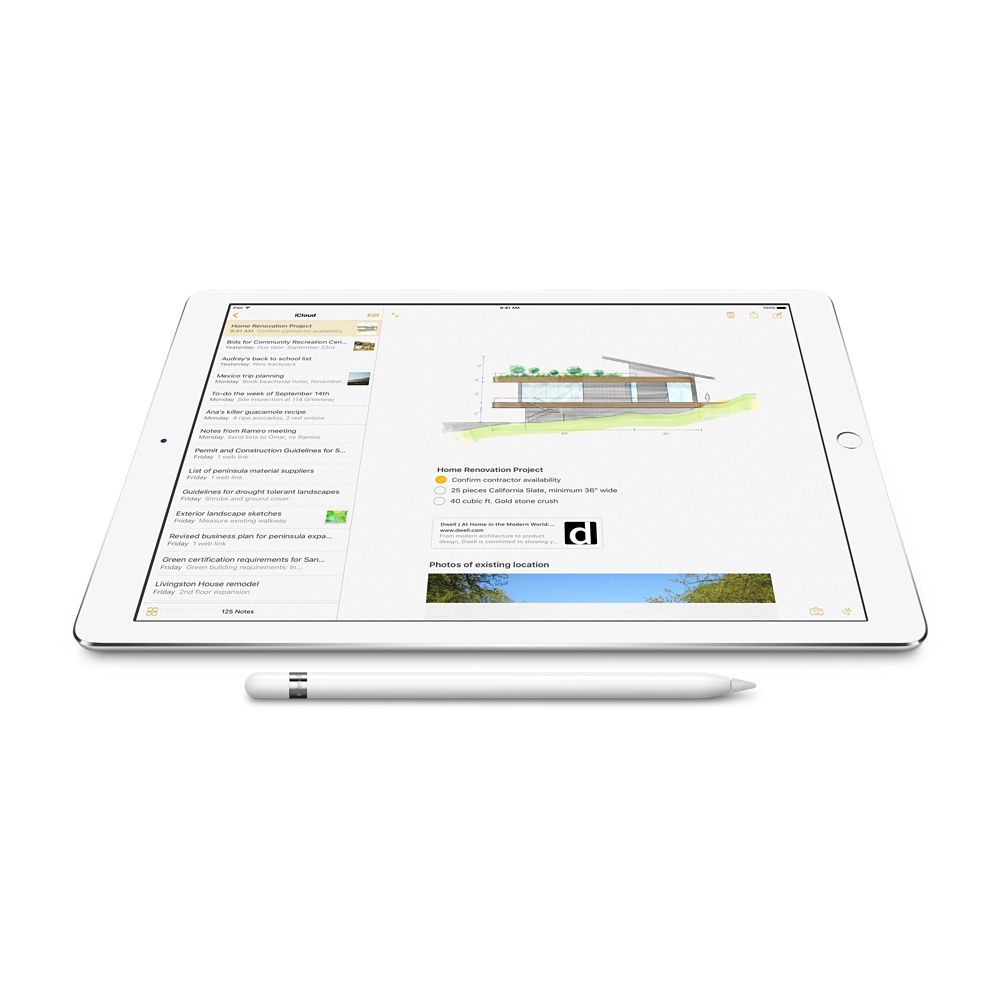 iPad
9:41 AM
100%
iCloud
Edit
Home Renovation Project
9:41 AM Confirm contractor availability
Bids for Community Recreation Cen...
Yesterday Due date: September 23rd
Audrey's back to school list
Yesterday New backpack
Mexico trip planning
Monday Book beachside hotel, November
To-do the week of September 14th
Monday Site inspection at 114 Greenway
Ana's killer guacamole recipe
Monday 4 ripe avocados, 2 red onions
Notes from Ramiro meeting
Monday Send lists to Omar, cc Ramiro
Permit and Construction Guidelines for S...
Friday 1 web link
List of peninsula material suppliers
Friday 1 web link
Guidelines for drought tolerant landscapes
Friday Shrubs and ground cover:
Exterior landscape sketches
Friday Measure existing walkway
Revised business plan for peninsula expa...
Friday 1 web link
Green certification requirements for San...
Friday Green building requirements: In...
Livingston House remodel
Friday 2nd floor expansion
125 Notes
Home Renovation Project
Confirm contractor availability
25 pieces California Slate, minimum 36" wide
40 cubic ft. Gold stone crush
Dwell | At Home in the Modern World:...
www.dwell.com
From modern architecture to product
design, Dwell is committed to showing y...
d
Photos of existing location